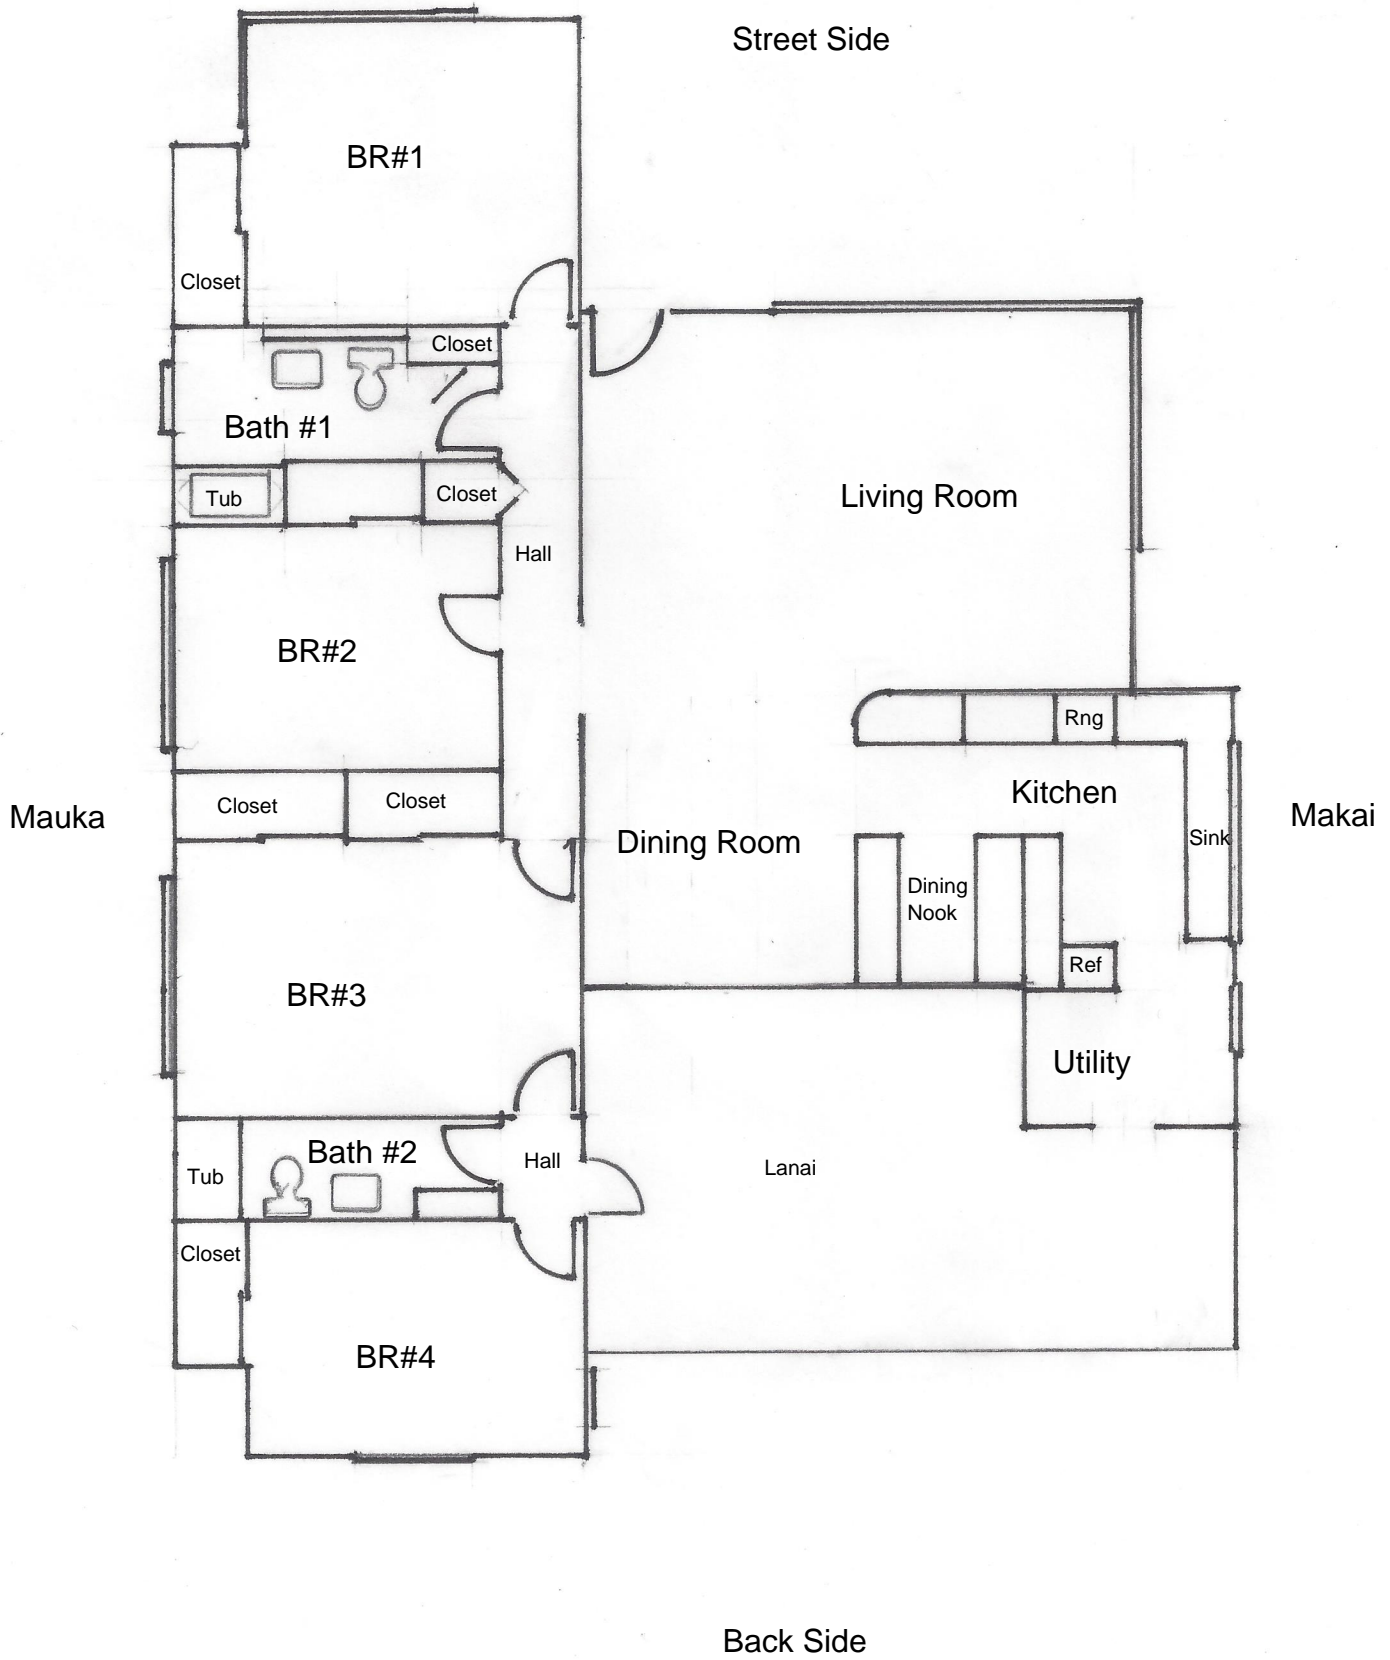 Street Side
BR#1
Closet
Closet
Bath #1
Tub
Closet
Living Room
Hall
BR#2
Rng
Kitchen
Closet
Closet
Mauka
Makai
Dining Room
Sink
Dining
Nook
Ref
BR#3
Utility
Bath #2
Hall
Lanai
Tub
Closet
BR#4
Back Side